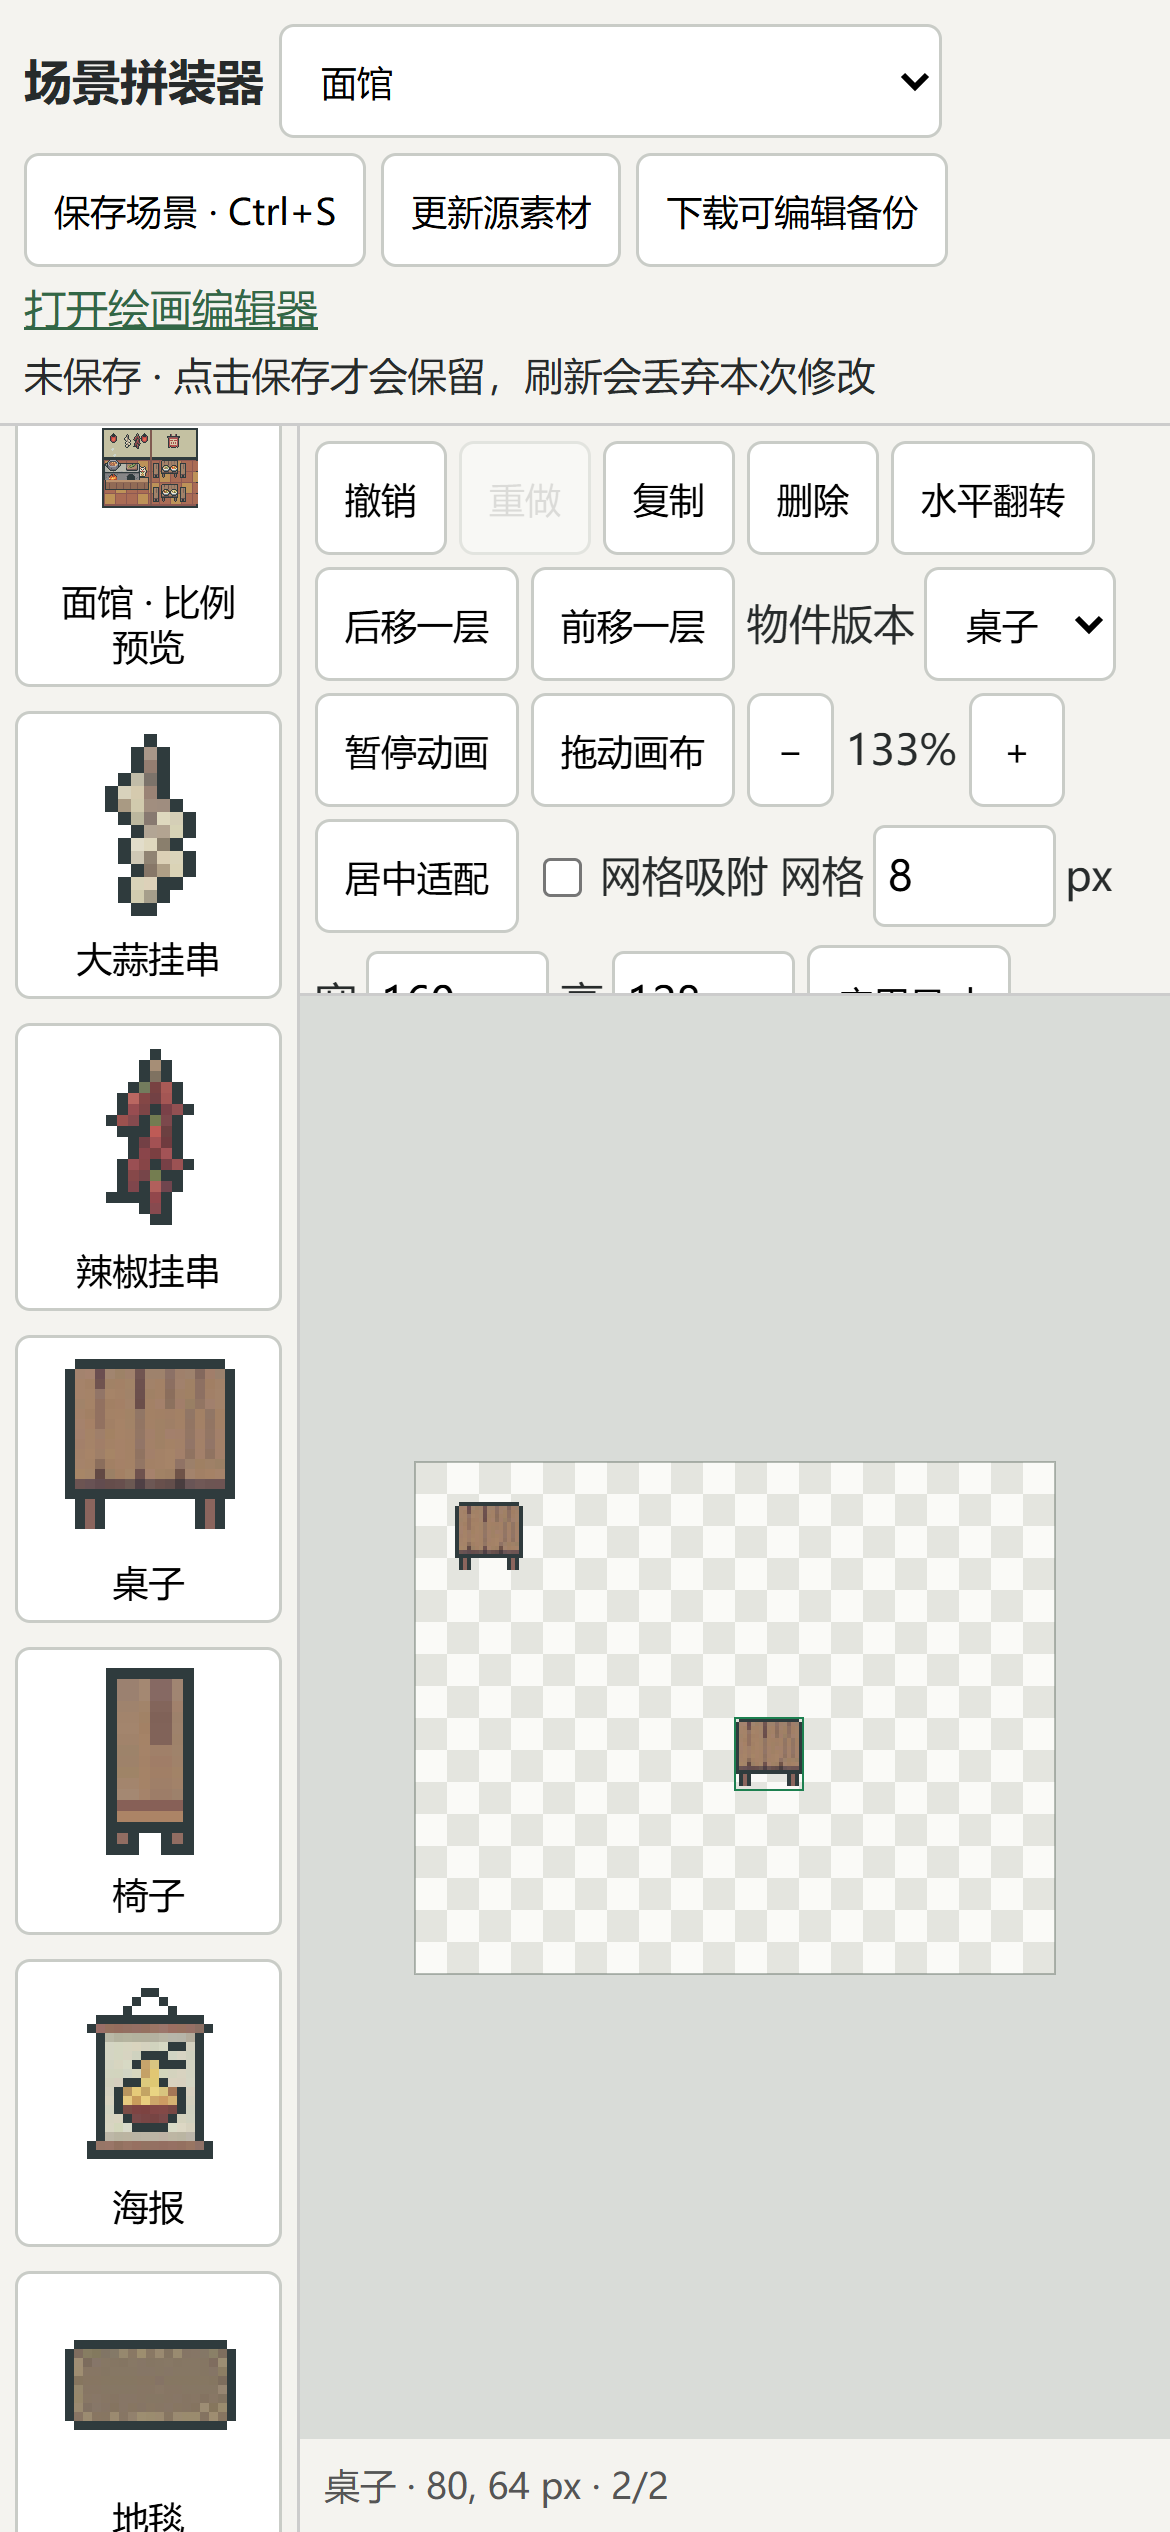 场景拼装器 面馆
保存场景 · Ctrl+S 更新源素材 下载可编辑备份
打开绘画编辑器
未保存 · 点击保存才会保留，刷新会丢弃本次修改
面馆 · 比例
预览
大蒜挂串
辣椒挂串
桌子
椅子
海报
地毯
撤销 重做 复制 删除 水平翻转
后移一层 前移一层 物件版本 桌子
暂停动画 拖动画布 − 133% +
居中适配 网格吸附 网格 8 px
桌子 · 80, 64 px · 2/2